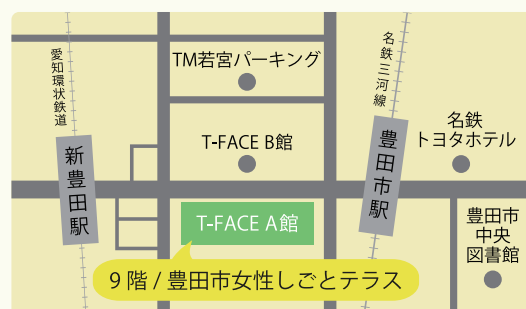 愛知環状鉄道
TM若宮パーキング
名鉄三河線
新豊田駅
T-FACE B館
豊田市駅
名鉄
トヨタホテル
T-FACE A館
豊田市
中央
図書館
9階 / 豊田市女性しごとテラス